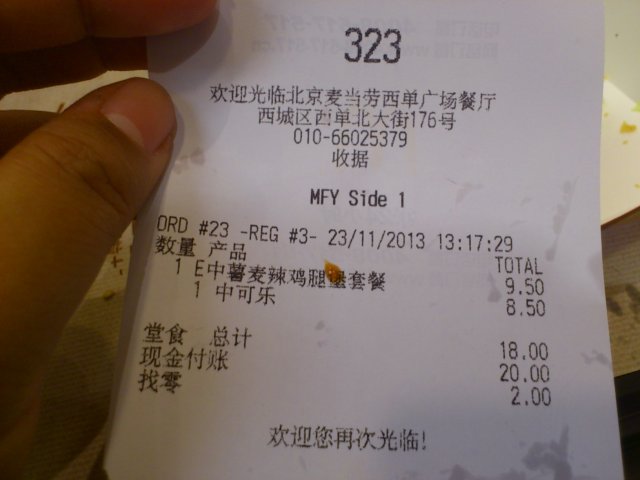 323
欢迎光临北京麦当劳西单广场餐厅
西城区西单北大街176号
010-66025379
收据
MFY Side 1
ORD #23 -REG #3- 23/11/2013 13:17:29
数量 产品 TOTAL
1 E中薯麦辣鸡腿堡套餐 9.50
1 中可乐 8.50
堂食 总计 18.00
现金付账 20.00
找零 2.00
欢迎您再次光临!